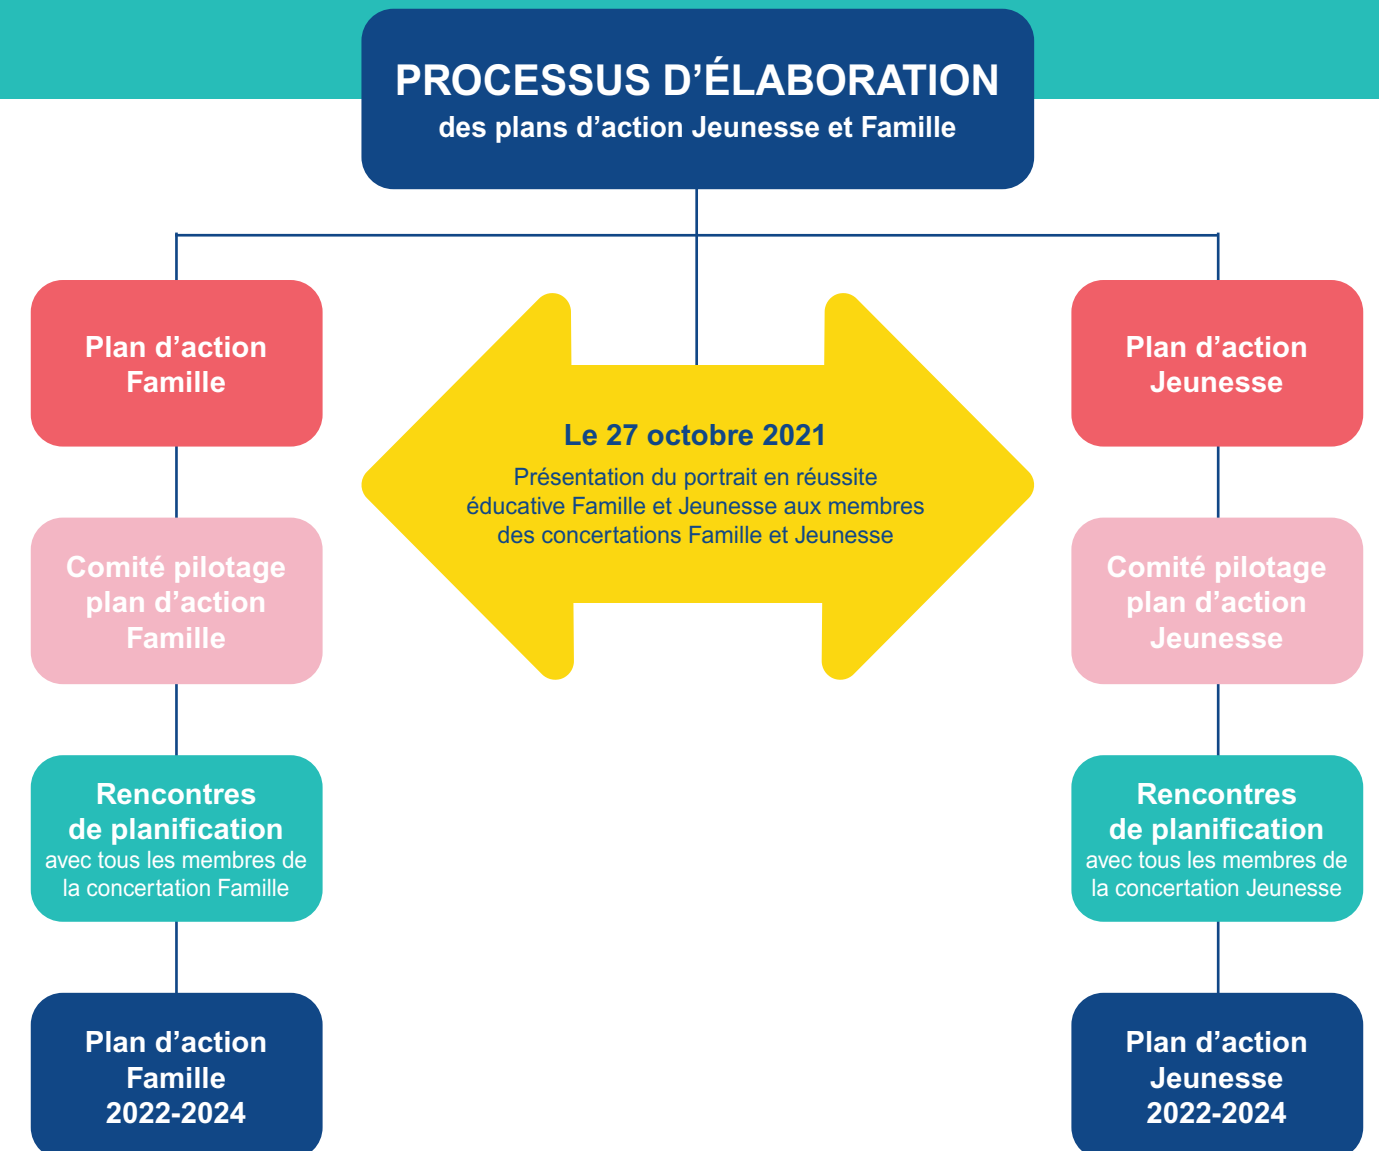 PROCESSUS D’ÉLABORATION
des plans d’action Jeunesse et Famille
Plan d’action
Famille
Comité pilotage
plan d’action
Famille
Rencontres
de planification
avec tous les membres de
la concertation Famille
Plan d’action
Famille
2022-2024
Le 27 octobre 2021
Présentation du portrait en réussite
éducative Famille et Jeunesse aux membres
des concertations Famille et Jeunesse
Plan d’action
Jeunesse
Comité pilotage
plan d’action
Jeunesse
Rencontres
de planification
avec tous les membres de
la concertation Jeunesse
Plan d’action
Jeunesse
2022-2024